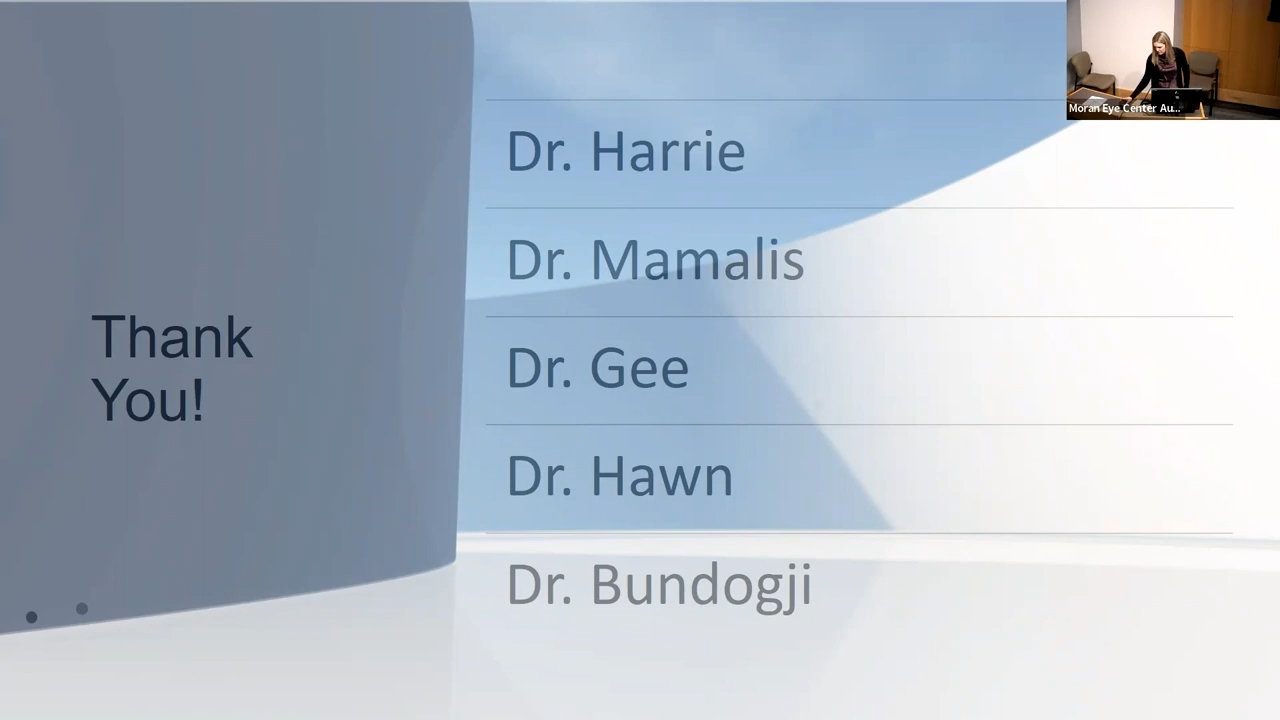 Thank
You!
Dr. Harrie
Dr. Mamalis
Dr. Gee
Dr. Hawn
Dr. Bundogji
Moran Eye Center Au...